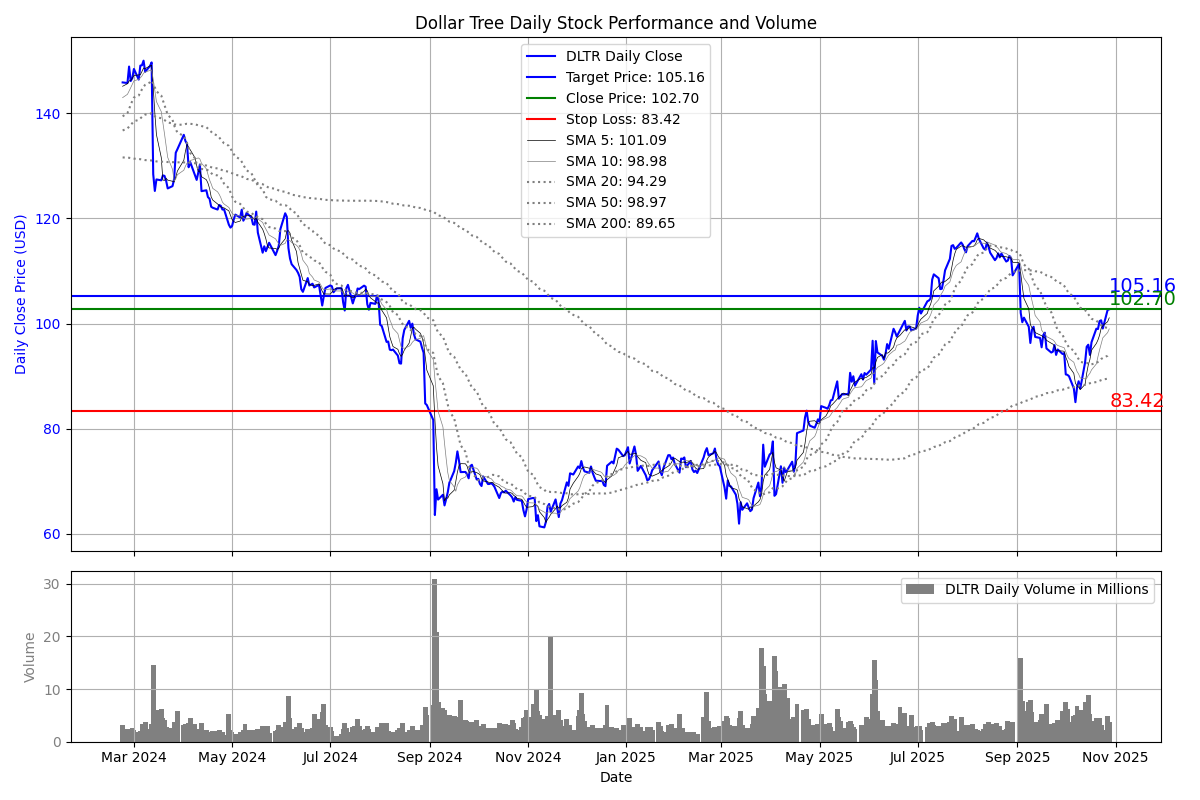 Dollar Tree Daily Stock Performance and Volume
DLTR Daily Close
Target Price: 105.16
Close Price: 102.70
Stop Loss: 83.42
SMA 5: 101.09
SMA 10: 98.98
SMA 20: 94.29
SMA 50: 98.97
SMA 200: 89.65
Daily Close Price (USD)
140
120
100
80
60
105.16
102.70
83.42
DLTR Daily Volume in Millions
Volume
30
20
10
0
Mar 2024 May 2024 Jul 2024 Sep 2024 Nov 2024 Jan 2025 Mar 2025 May 2025 Jul 2025 Sep 2025 Nov 2025
Date